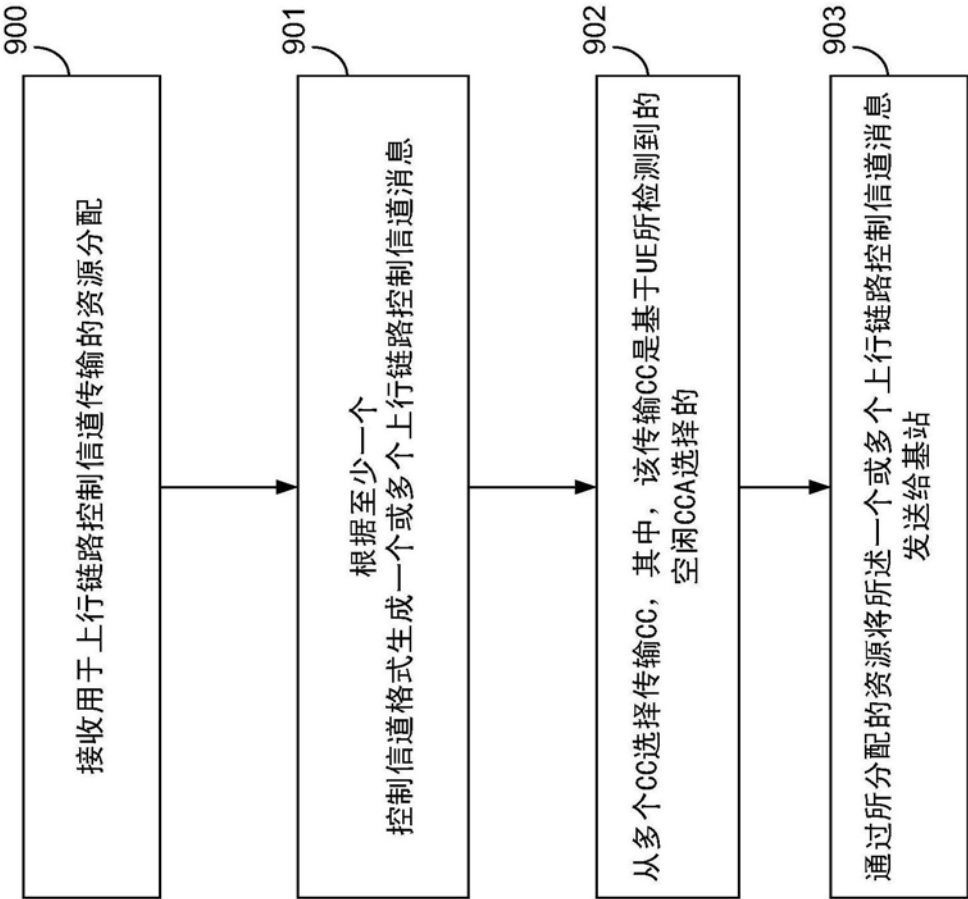 900
接收用于上行链路控制信道传输的资源分配
901
根据至少一个
控制信道格式生成一个或多个上行链路控制信道消息
902
从多个CC选择传输CC，其中，该传输CC是基于UE所检测到的
空闲CCA选择的
903
通过所分配的资源将所述一个或多个上行链路控制信道消息
发送给基站